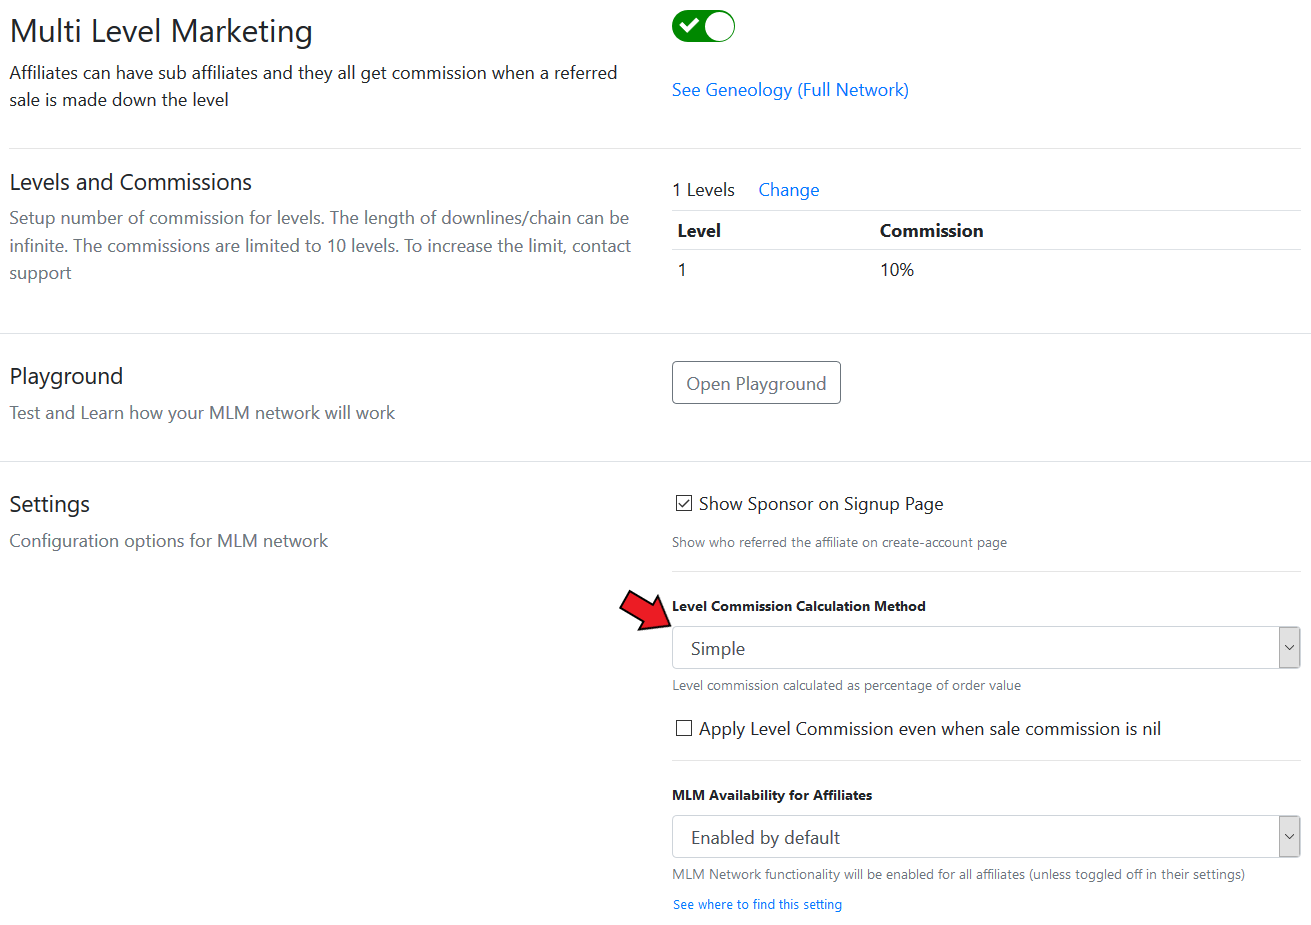 Multi Level Marketing
Affiliates can have sub affiliates and they all get commission when a referred
sale is made down the level
See Geneology (Full Network)
Levels and Commissions
Setup number of commission for levels. The length of downlines/chain can be
infinite. The commissions are limited to 10 levels. To increase the limit, contact
support
1 Levels Change
Level Commission
1 10%
Playground
Test and Learn how your MLM network will work
Open Playground
Settings
Configuration options for MLM network
Show Sponsor on Signup Page
Show who referred the affiliate on create-account page
Level Commission Calculation Method
Simple
Level commission calculated as percentage of order value
Apply Level Commission even when sale commission is nil
MLM Availability for Affiliates
Enabled by default
MLM Network functionality will be enabled for all affiliates (unless toggled off in their settings)
See where to find this setting